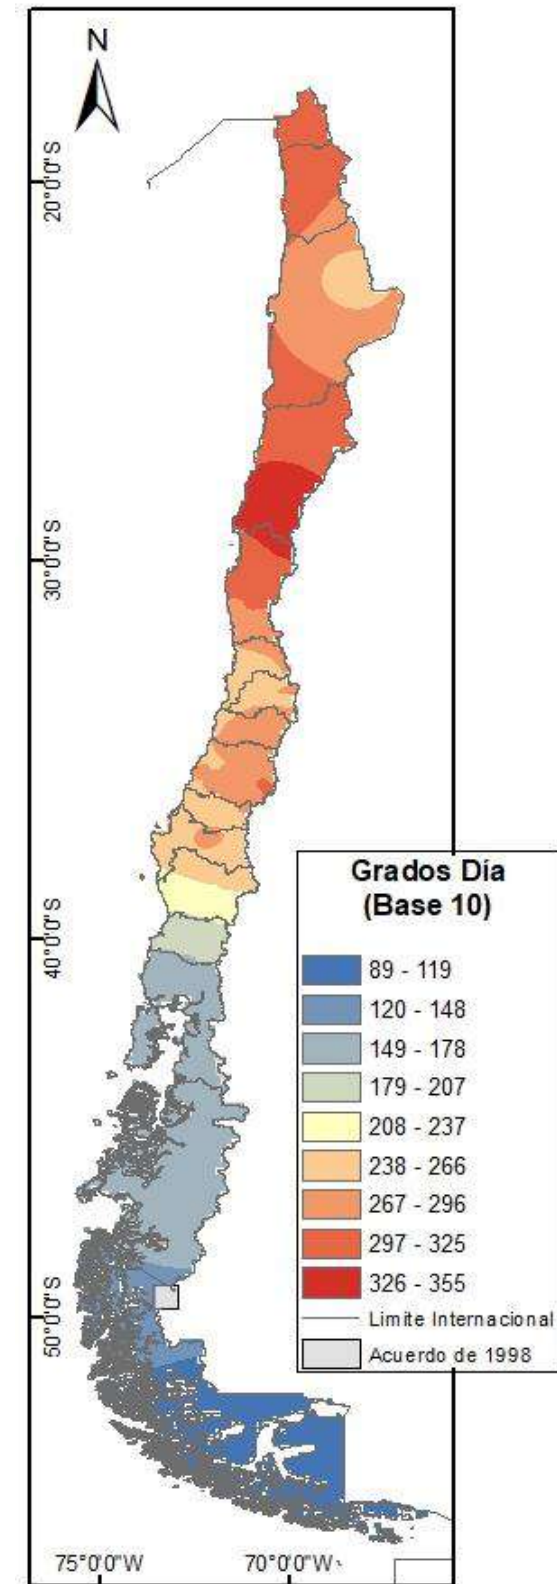 N
20°0'0"S
30°0'0"S
40°0'0"S
50°0'0"S
75°0'0"W
70°0'0"W
Grados Día
(Base 10)
89 - 119
120 - 148
149 - 178
179 - 207
208 - 237
238 - 266
267 - 296
297 - 325
326 - 355
Limite Internacional
Acuerdo de 1998